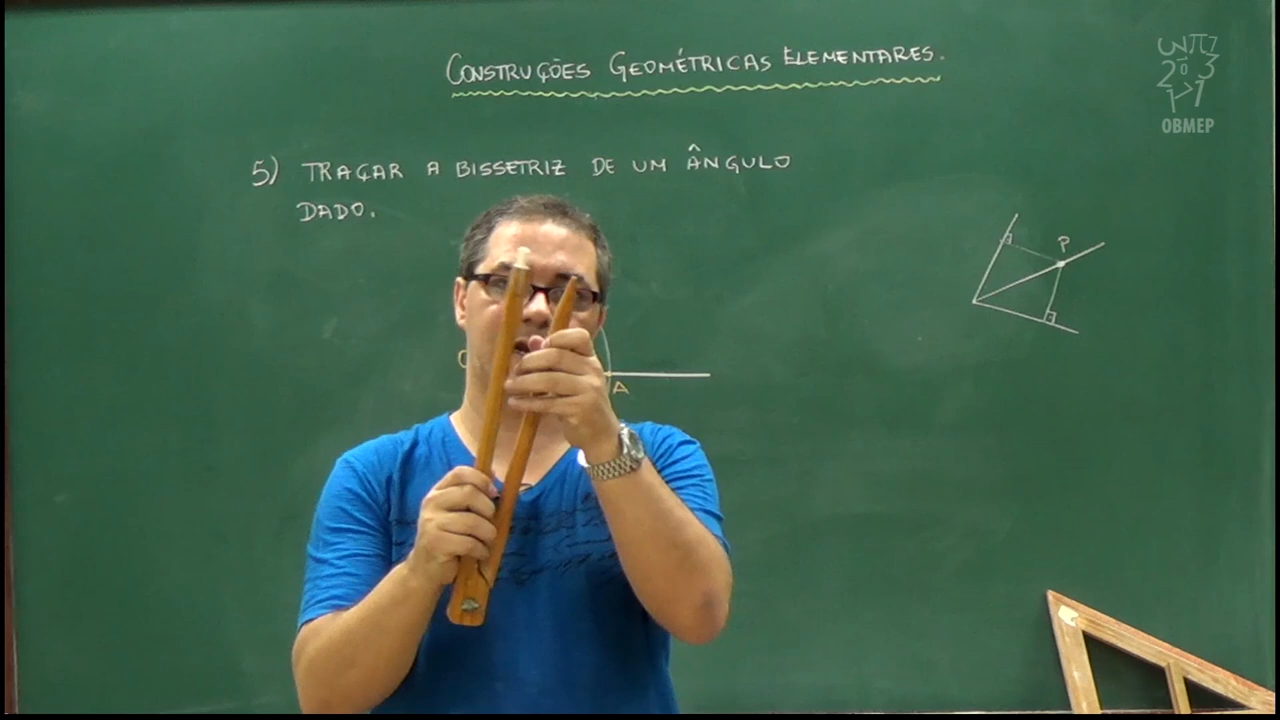 CONSTRUÇÕES GEOMÉTRICAS ELEMENTARES.
5) TRAÇAR A BISSETRIZ DE UM ÂNGULO
DADO.
P
A
OBMEP